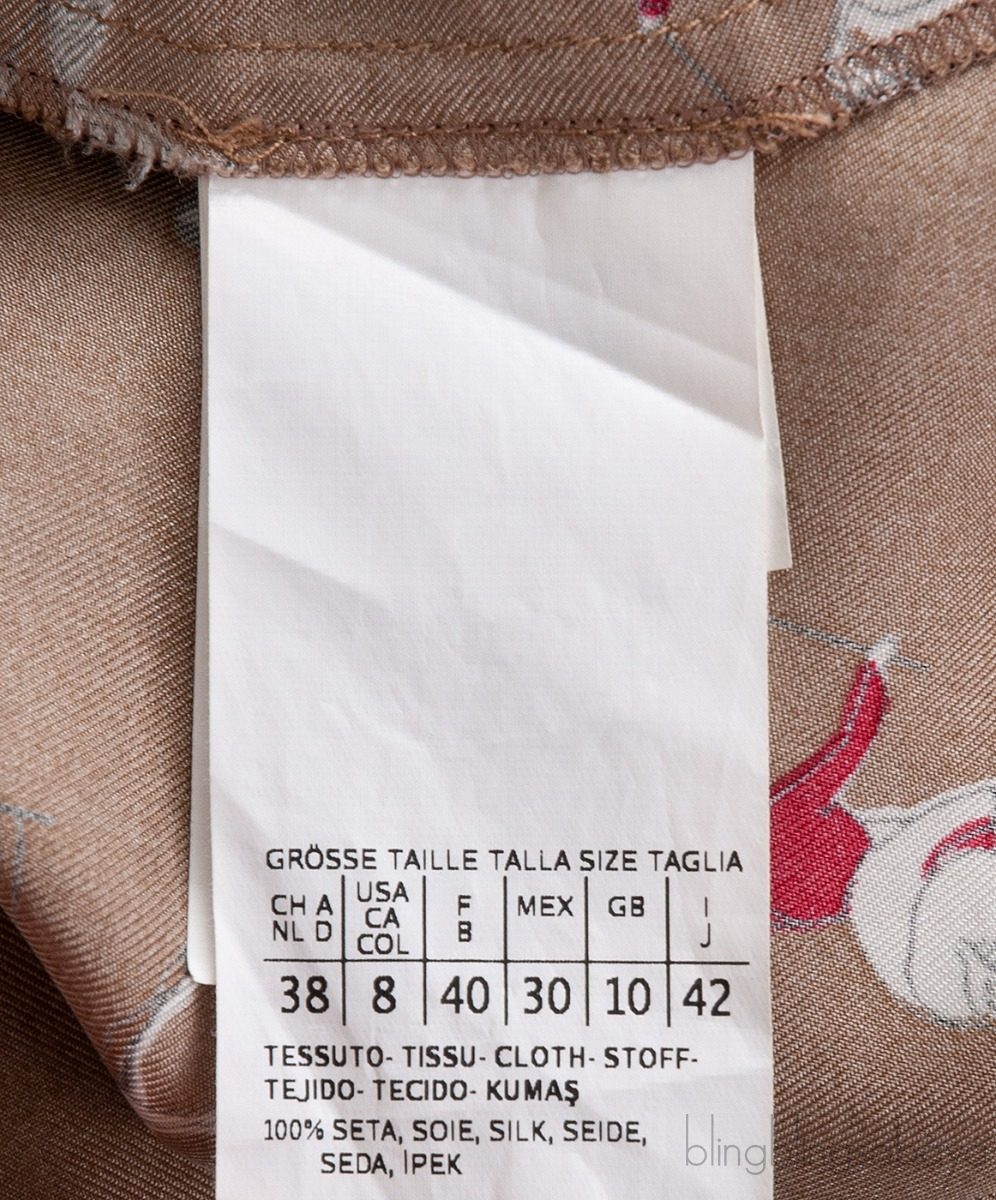 GRÖSSE TAILLE TALLA SIZE TAGLIA
CH A NL D | USA CA COL | F B | MEX | GB | I J
38 | 8 | 40 | 30 | 10 | 42
TESSUTO- TISSU- CLOTH- STOFF-
TEJIDO- TECIDO- KUMAŞ
100% SETA, SOIE, SILK, SEIDE,
SEDA, İPEK